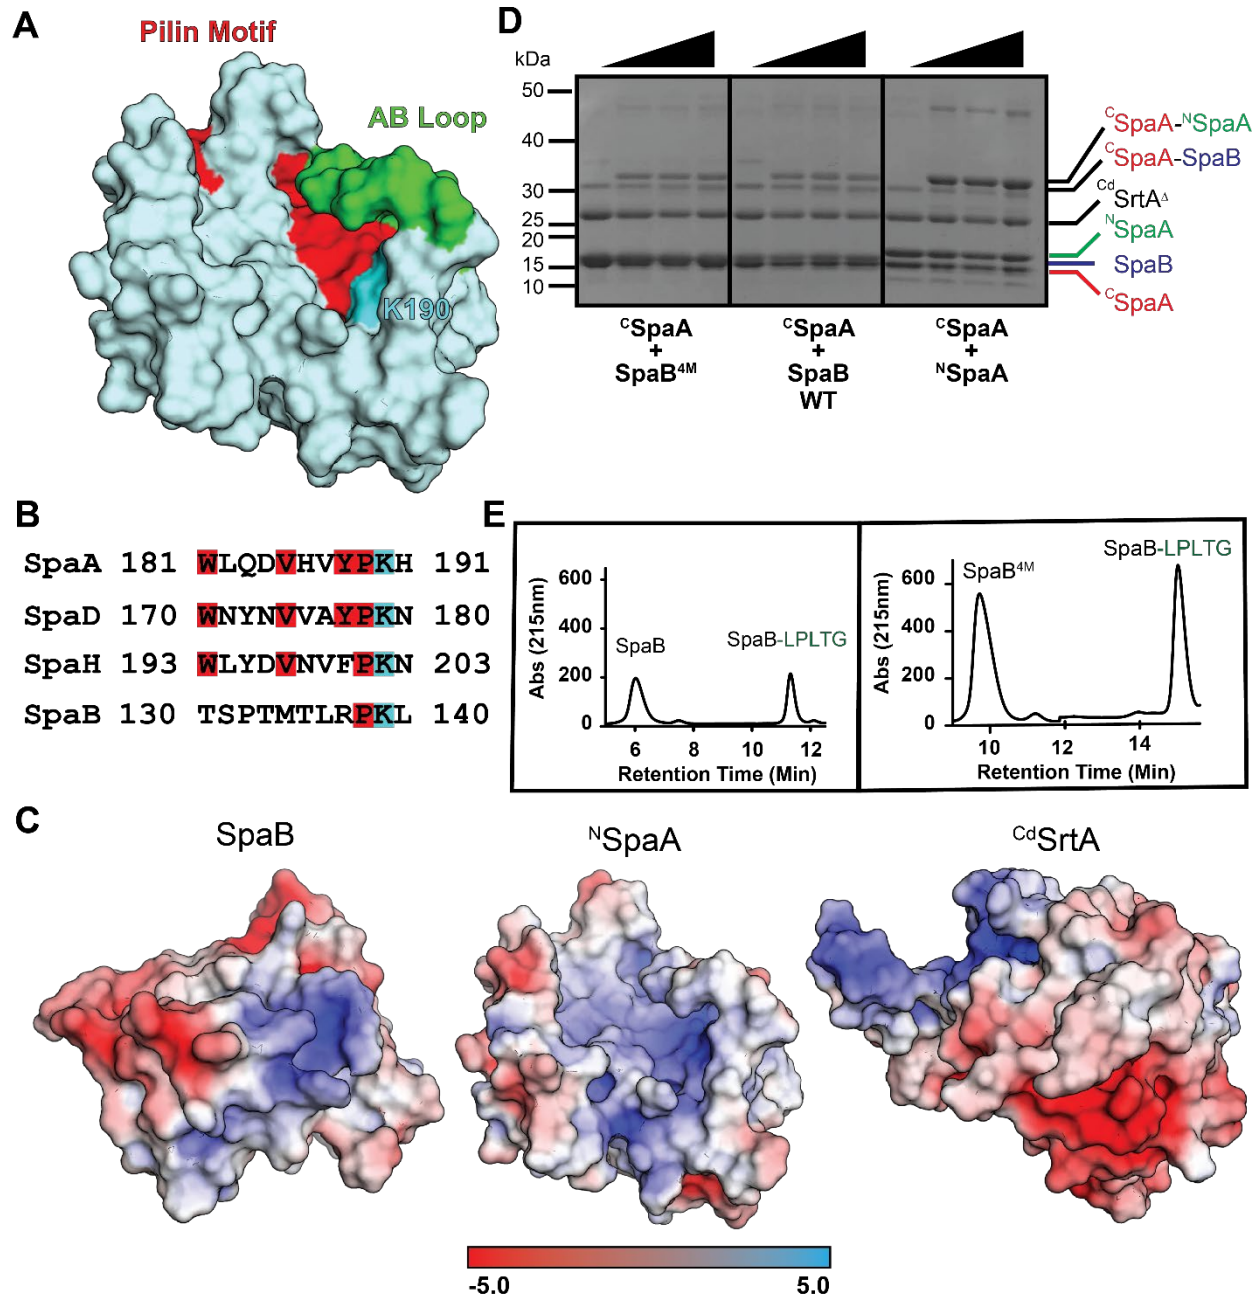 A
Pilin Motif
AB Loop
K190
D
kDa
50
40
30
25
20
15
10
CSpaA-NSpaA
CSpaA-SpaB
CdSrtAΔ
NSpaA
SpaB
CSpaA
CSpaA
+
SpaB4M
CSpaA
+
SpaB
WT
CSpaA
+
NSpaA
B
SpaA 181 WLQDVHVYPKH 191
SpaD 170 WNYNVVAYPKN 180
SpaH 193 WLYDVNVFPKN 203
SpaB 130 TSPTMTLRPKL 140
E
Abs (215nm)
600
400
200
0
SpaB
SpaB-LPLTG
6 8 10 12
Retention Time (Min)
Abs (215nm)
600
400
200
0
SpaB4M
SpaB-LPLTG
10 12 14
Retention Time (Min)
C
SpaB
NSpaA
CdSrtA
-5.0 5.0